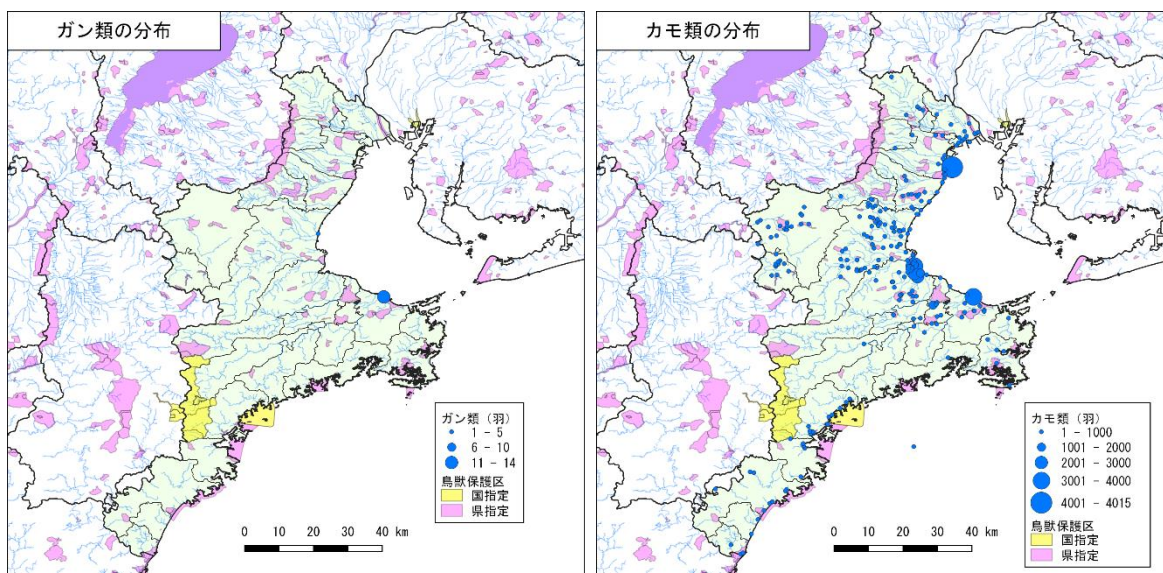 ガン類の分布
ガン類（羽）
1 - 5
6 - 10
11 - 14
鳥獣保護区
国指定
県指定
10 0 10 20 30 40 km
カモ類の分布
カモ類（羽）
1 - 1000
1001 - 2000
2001 - 3000
3001 - 4000
4001 - 4015
鳥獣保護区
国指定
県指定
10 0 10 20 30 40 km